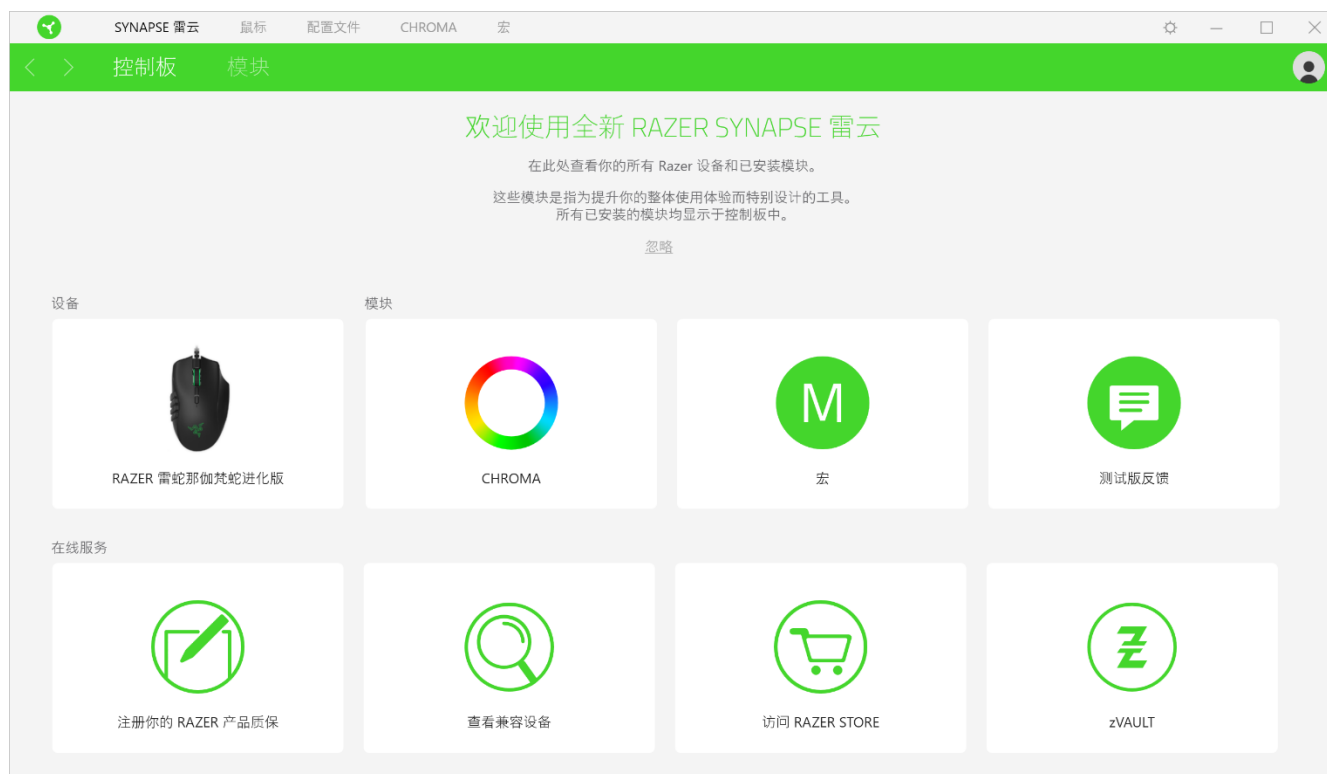 SYNAPSE 雷云 鼠标 配置文件 CHROMA 宏
控制板 模块
欢迎使用全新 RAZER SYNAPSE 雷云
在此处查看你的所有 Razer 设备和已安装模块。
这些模块是指为提升你的整体使用体验而特别设计的工具。
所有已安装的模块均显示于控制板中。
忽略
设备 模块
RAZER 雷蛇那伽梵蛇进化版 CHROMA M 宏 测试版反馈
在线服务
注册你的 RAZER 产品质保 查看兼容设备 访问 RAZER STORE zVAULT